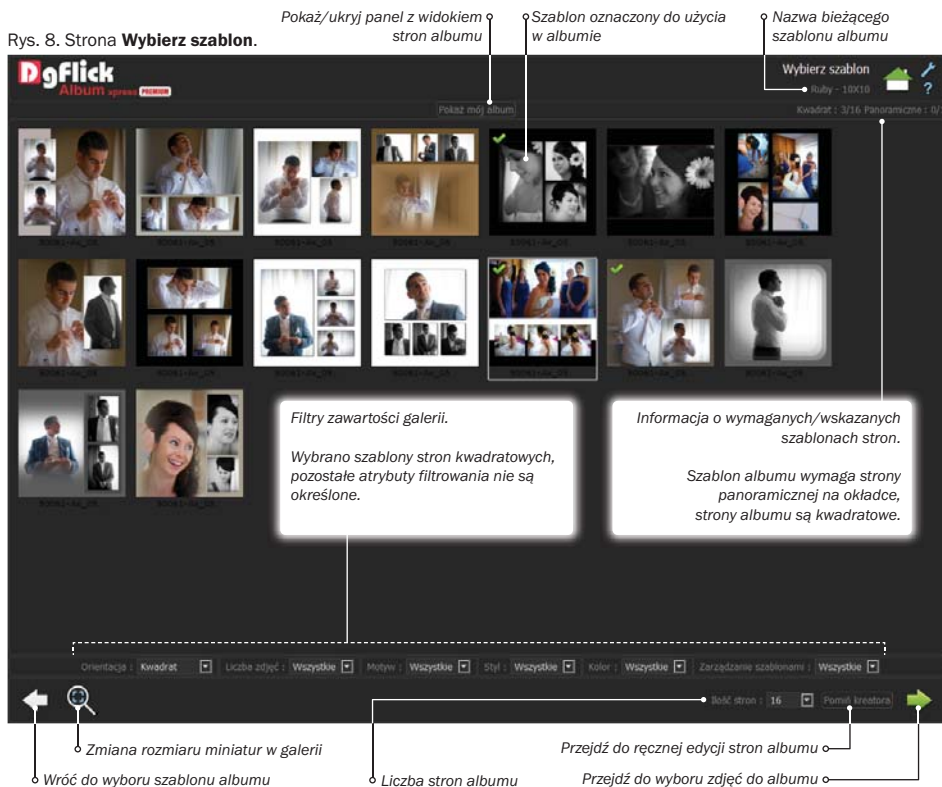 Pokaż/ukryj panel z widokiem
stron albumu
Szablon oznaczony do użycia
w albumie
Nazwa bieżącego
szablonu albumu
Rys. 8. Strona Wybierz szablon.
DgFlick
Album xpress PREMIUM
Wybierz szablon
Ruby - 10X10
?
Pokaż mój album
Kwadrat : 3/16 Panoramiczne : 0/
Filtry zawartości galerii.
Wybrano szablony stron kwadratowych,
pozostałe atrybuty filtrowania nie są
określone.
Informacja o wymaganych/wskazanych
szablonach stron.
Szablon albumu wymaga strony
panoramicznej na okładce,
strony albumu są kwadratowe.
Orientacja : Kwadrat Liczba zdjęć : Wszystkie Motyw : Wszystkie Styl : Wszystkie Kolor : Wszystkie Zarządzanie szablonami : Wszystkie
Ilość stron : 16 Pomiń kreatora
Zmiana rozmiaru miniatur w galerii
Przejdź do ręcznej edycji stron albumu
Wróć do wyboru szablonu albumu
Liczba stron albumu
Przejdź do wyboru zdjęć do albumu